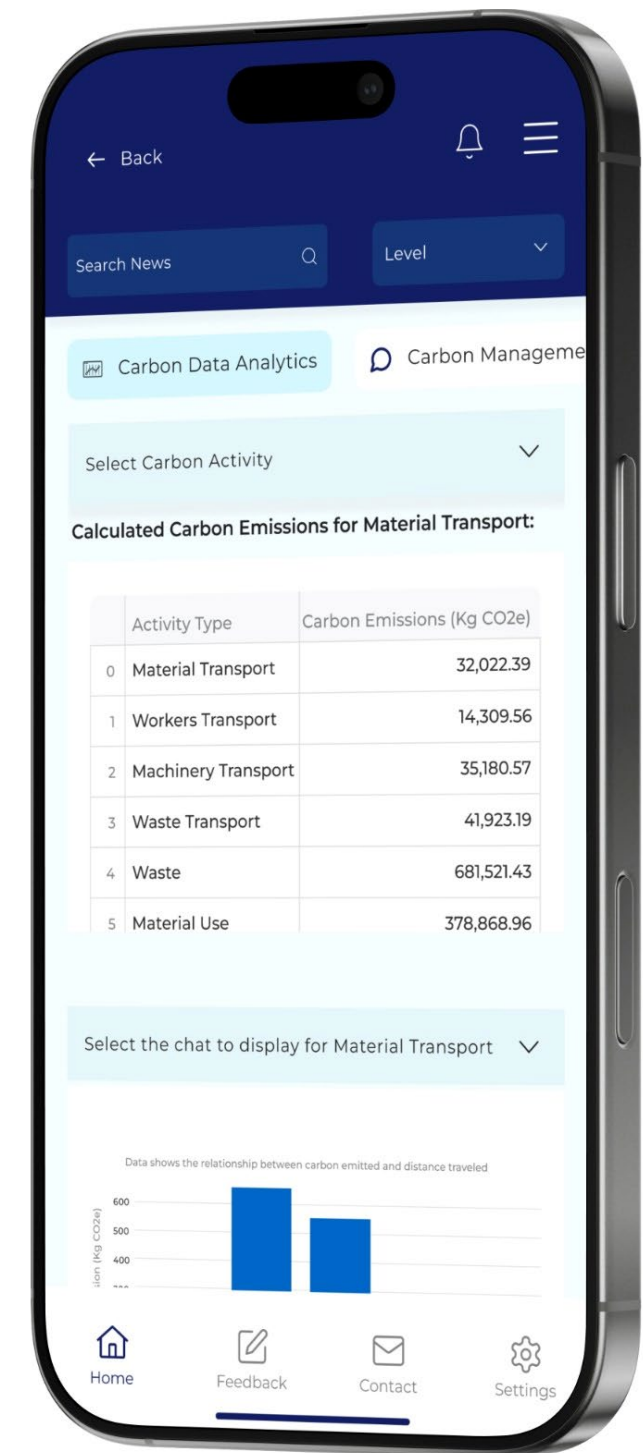 Back
Search News
Level
Carbon Data Analytics
Carbon Manageme
Select Carbon Activity
Calculated Carbon Emissions for Material Transport:
Activity Type Carbon Emissions (Kg CO2e)
0 Material Transport 32,022.39
1 Workers Transport 14,309.56
2 Machinery Transport 35,180.57
3 Waste Transport 41,923.19
4 Waste 681,521.43
5 Material Use 378,868.96
Select the chat to display for Material Transport
Data shows the relationship between carbon emitted and distance traveled
600
500
400
sion (Kg CO2e)
Home
Feedback
Contact
Settings